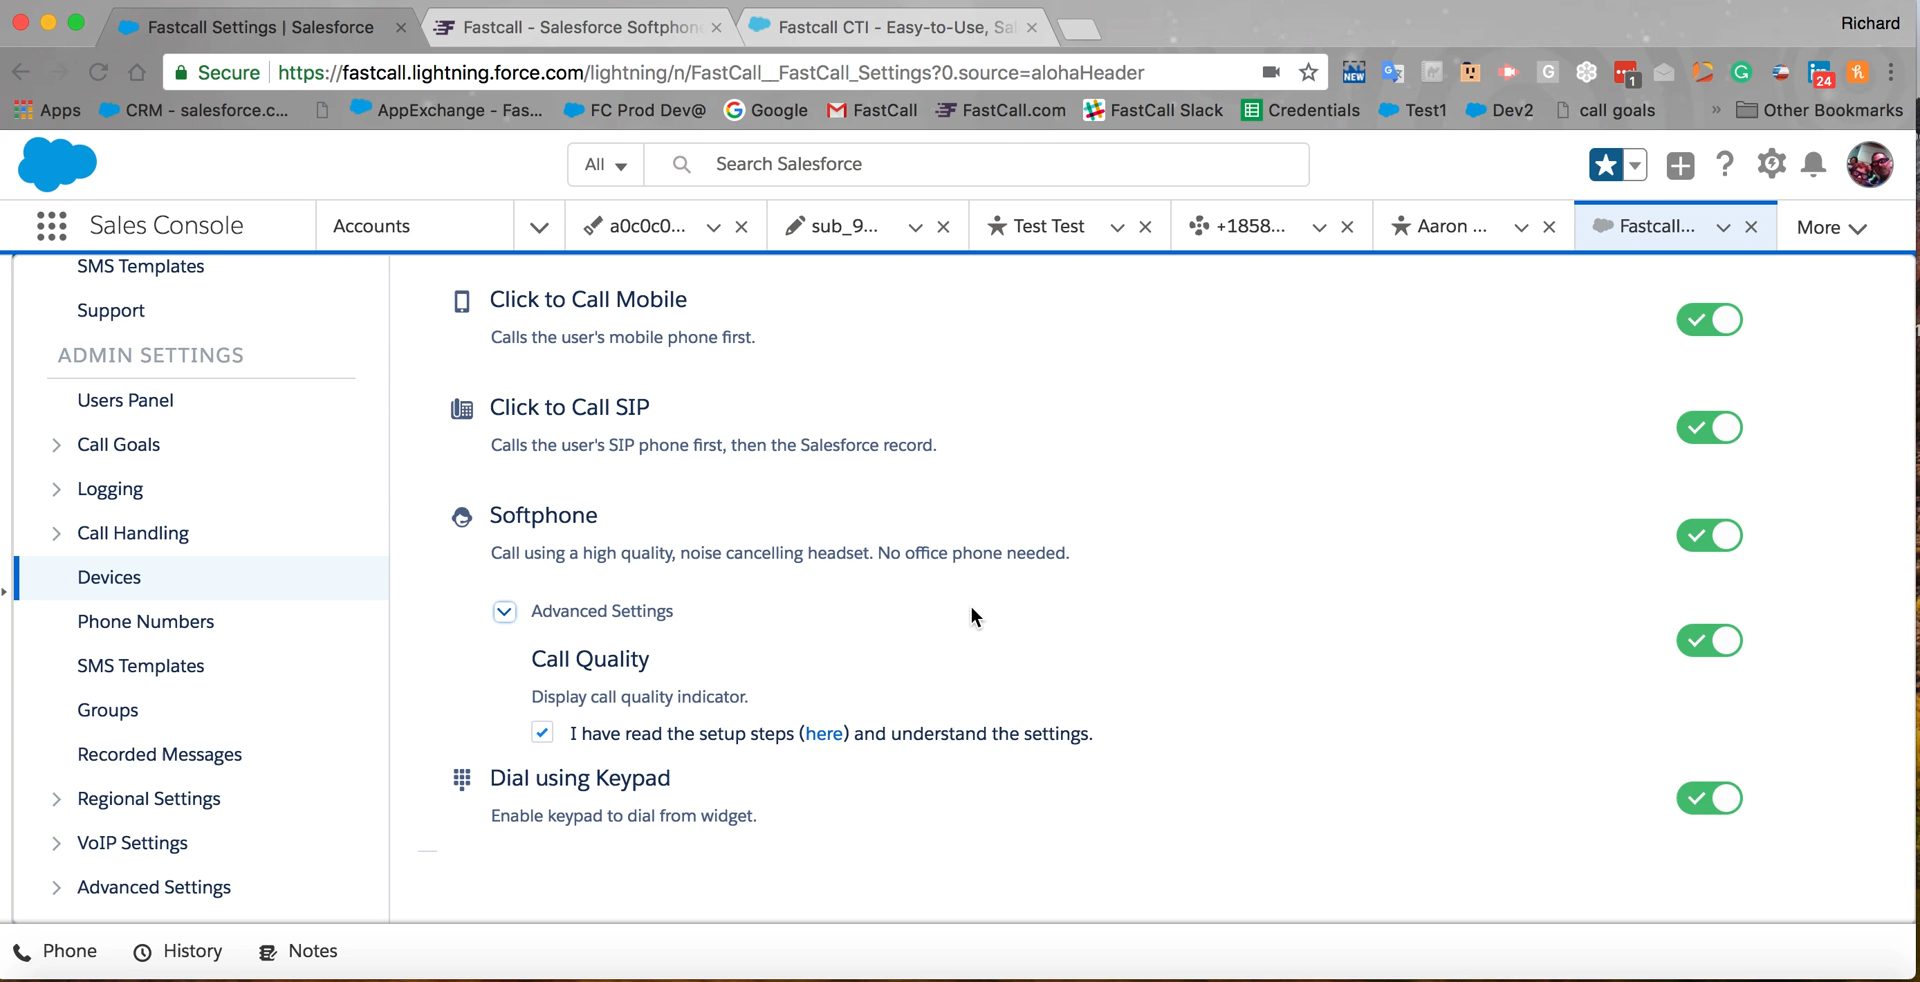 Richard
Fastcall Settings | Salesforce
Fastcall - Salesforce Softphon
Fastcall CTI - Easy-to-Use, Sal
Secure https://fastcall.lightning.force.com/lightning/n/FastCall__FastCall_Settings?0.source=alohaHeader
NEW
G
1
24
Apps
CRM - salesforce.c...
AppExchange - Fas...
FC Prod Dev@
Google
FastCall
FastCall.com
FastCall Slack
Credentials
Test1
Dev2
call goals
»
Other Bookmarks
All
Search Salesforce
Sales Console
Accounts
a0c0c0...
sub_9...
Test Test
+1858...
Aaron ...
Fastcall...
More
SMS Templates
Support
ADMIN SETTINGS
Users Panel
Call Goals
Logging
Call Handling
Devices
Phone Numbers
SMS Templates
Groups
Recorded Messages
Regional Settings
VoIP Settings
Advanced Settings
Click to Call Mobile
Calls the user's mobile phone first.
Click to Call SIP
Calls the user's SIP phone first, then the Salesforce record.
Softphone
Call using a high quality, noise cancelling headset. No office phone needed.
Advanced Settings
Call Quality
Display call quality indicator.
I have read the setup steps (here) and understand the settings.
Dial using Keypad
Enable keypad to dial from widget.
Phone
History
Notes